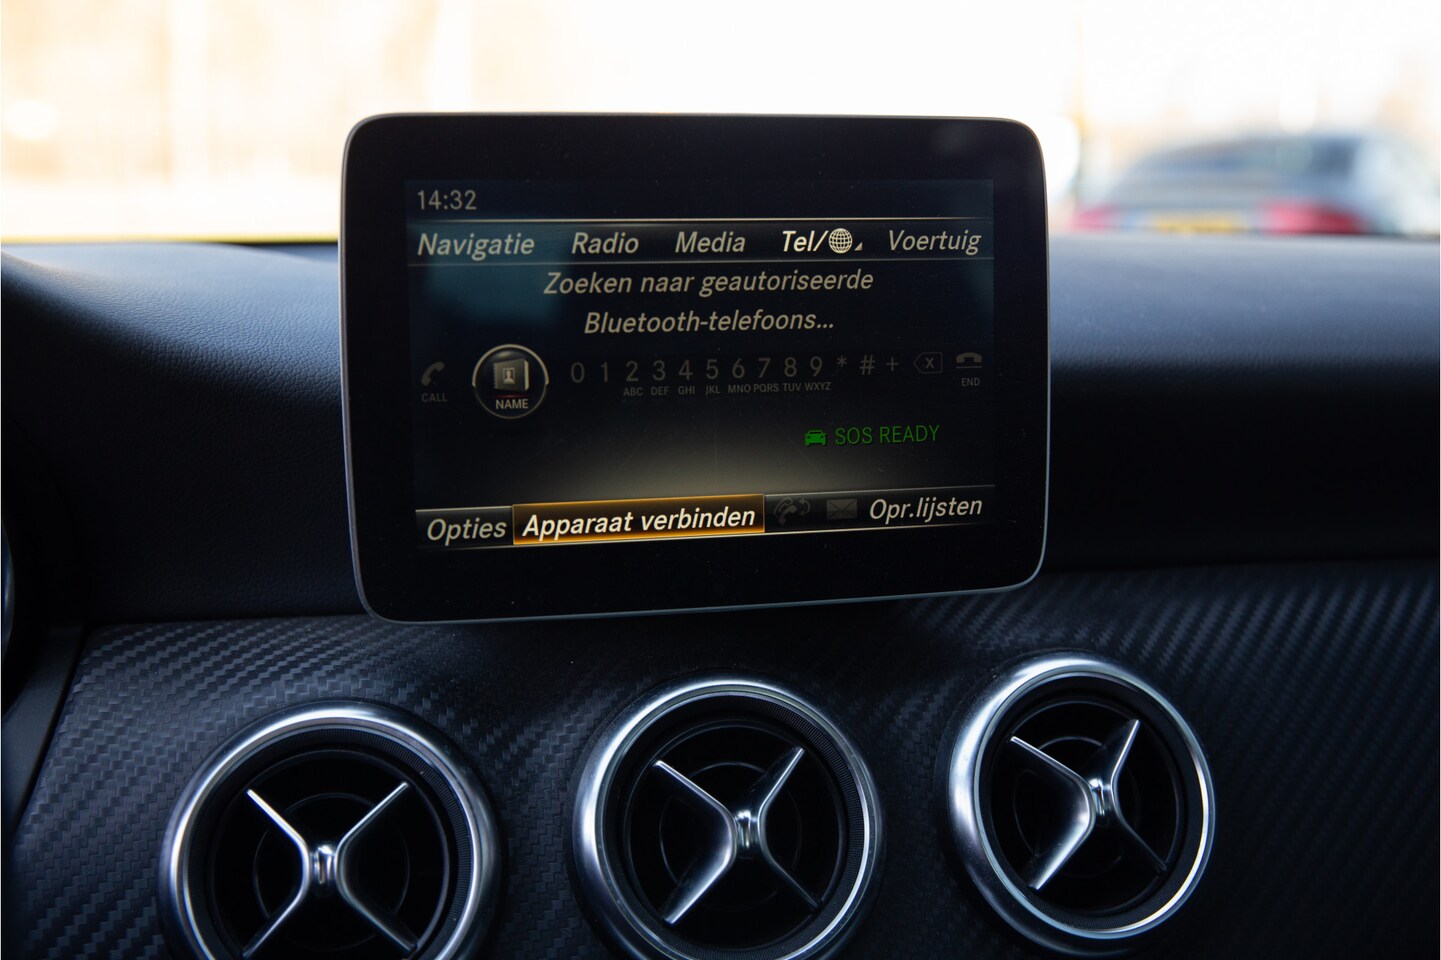 14:32
Navigatie Radio Media Tel/ Voertuig
Zoeken naar geautoriseerde
Bluetooth-telefoons...
0 1 2 3 4 5 6 7 8 9 * # + X
CALL NAME ABC DEF GHI JKL MNO PQRS TUV WXYZ END
SOS READY
Opties Apparaat verbinden Opr.lijsten